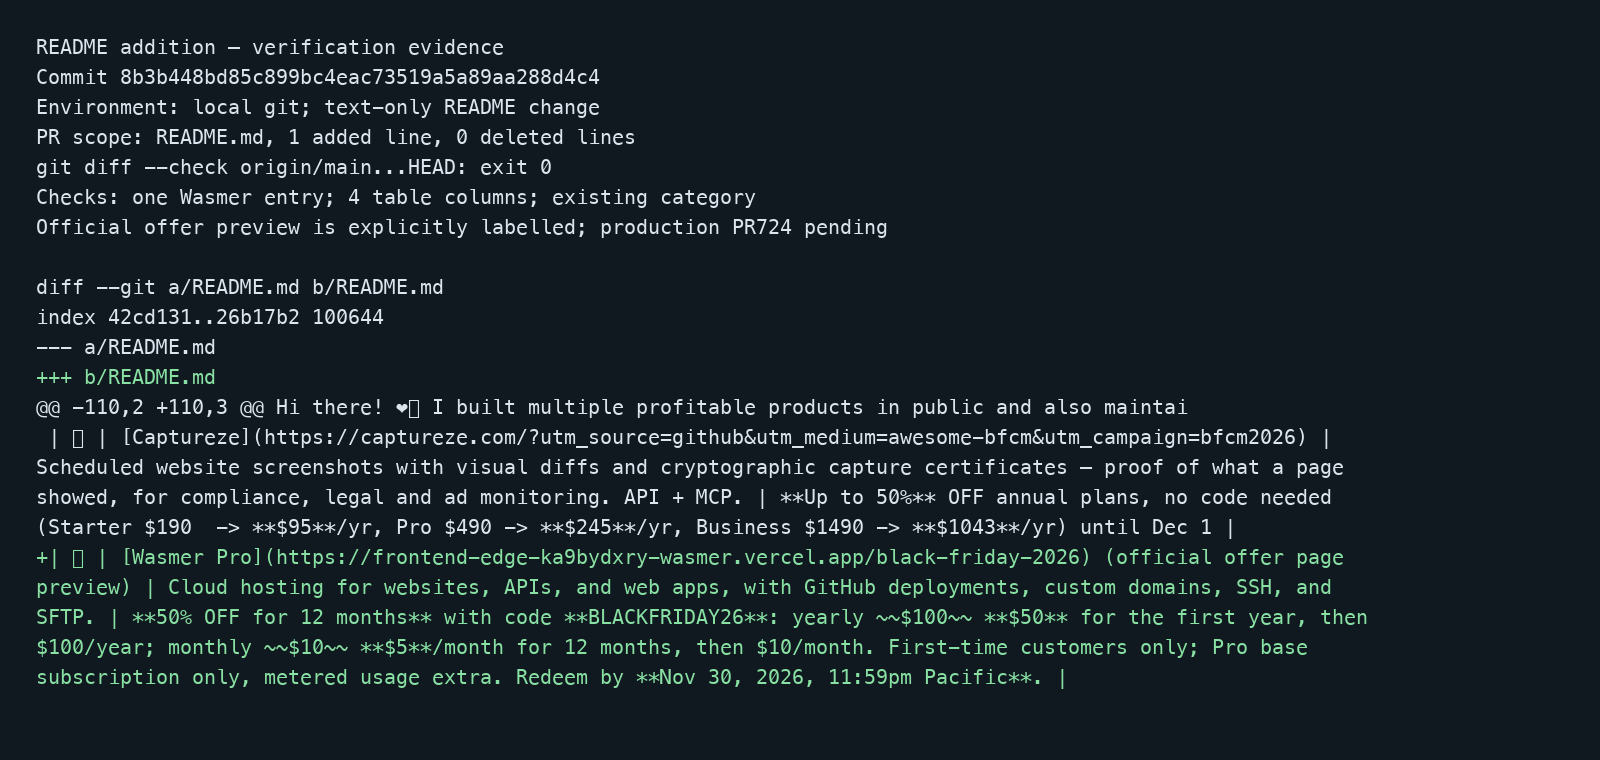 README addition — verification evidence
Commit 8b3b448bd85c899bc4eac73519a5a89aa288d4c4
Environment: local git; text-only README change
PR scope: README.md, 1 added line, 0 deleted lines
git diff --check origin/main...HEAD: exit 0
Checks: one Wasmer entry; 4 table columns; existing category
Official offer preview is explicitly labelled; production PR724 pending

diff --git a/README.md b/README.md
index 42cd131..26b17b2 100644
--- a/README.md
+++ b/README.md
@@ -110,2 +110,3 @@ Hi there! ❤▯ I built multiple profitable products in public and also maintai
 | ▯ | [Captureze](https://captureze.com/?utm_source=github&utm_medium=awesome-bfcm&utm_campaign=bfcm2026) |
Scheduled website screenshots with visual diffs and cryptographic capture certificates — proof of what a page
showed, for compliance, legal and ad monitoring. API + MCP. | **Up to 50%** OFF annual plans, no code needed
(Starter $190  -> **$95**/yr, Pro $490 -> **$245**/yr, Business $1490 -> **$1043**/yr) until Dec 1 |
+| ▯ | [Wasmer Pro](https://frontend-edge-ka9bydxry-wasmer.vercel.app/black-friday-2026) (official offer page
preview) | Cloud hosting for websites, APIs, and web apps, with GitHub deployments, custom domains, SSH, and
SFTP. | **50% OFF for 12 months** with code **BLACKFRIDAY26**: yearly ~~$100~~ **$50** for the first year, then
$100/year; monthly ~~$10~~ **$5**/month for 12 months, then $10/month. First-time customers only; Pro base
subscription only, metered usage extra. Redeem by **Nov 30, 2026, 11:59pm Pacific**. |